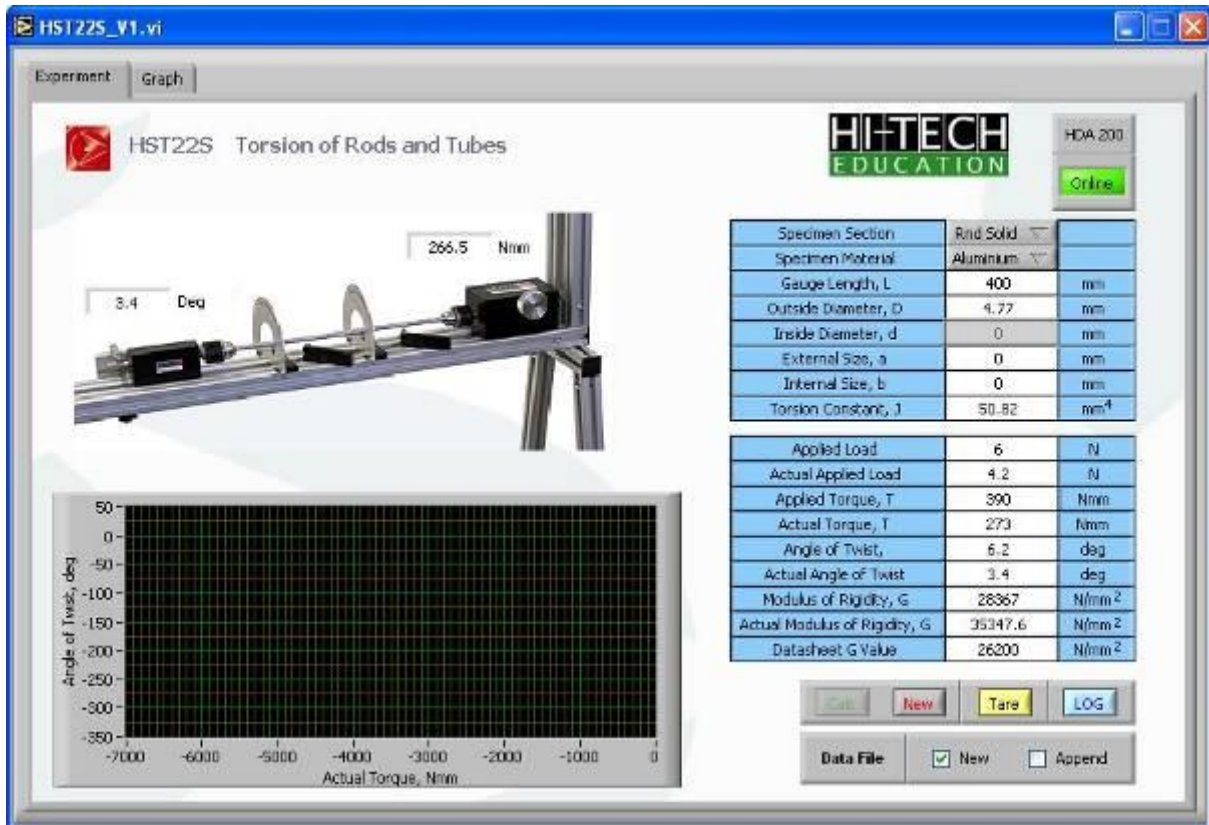 HST22S_V1.vi
Experiment Graph
HST22S Torsion of Rods and Tubes
HI-TECH
EDUCATION
HDA 200
Online
266.5 Nmm
3.4 Deg
Specimen Section Rnd Solid
Specimen Material Aluminium
Gauge Length, L 400 mm
Outside Diameter, D 4.77 mm
Inside Diameter, d 0 mm
External Size, a 0 mm
Internal Size, b 0 mm
Torsion Constant, J 50.82 mm4
Applied Load 6 N
Actual Applied Load 4.2 N
Applied Torque, T 390 Nmm
Actual Torque, T 273 Nmm
Angle of Twist, 6.2 deg
Actual Angle of Twist 3.4 deg
Modulus of Rigidity, G 28367 N/mm2
Actual Modulus of Rigidity, G 35347.6 N/mm2
Datasheet G Value 26200 N/mm2
Angle of Twist, deg
50
0
-50
-100
-150
-200
-250
-300
-350
-7000 -6000 -5000 -4000 -3000 -2000 -1000 0
Actual Torque, Nmm
Calc New Tare LOG
Data File New Append